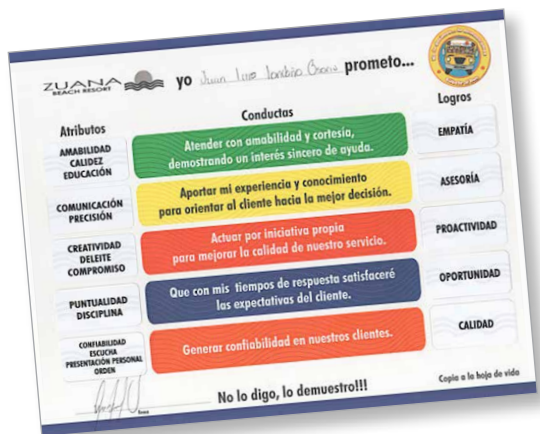 ZUANA
BEACH RESORT
yo Juan prometo...
Atributos
Conductas
Logros
AMABILIDAD
CALIDEZ
EDUCACIÓN
Atender con amabilidad y cortesía,
demostrando un interés sincero de ayuda.
EMPATÍA
COMUNICACIÓN
PRECISIÓN
Aportar mi experiencia y conocimiento
para orientar al cliente hacia la mejor decisión.
ASESORÍA
CREATIVIDAD
DELEITE
COMPROMISO
Actuar por iniciativa propia
para mejorar la calidad de nuestro servicio.
PROACTIVIDAD
PUNTUALIDAD
DISCIPLINA
Que con mis tiempos de respuesta satisfaceré
las expectativas del cliente.
OPORTUNIDAD
CONFIABILIDAD
ESCUCHA
PRESENTACIÓN PERSONAL
ORDEN
Generar confiabilidad en nuestros clientes.
CALIDAD
Firma
No lo digo, lo demuestro!!!
Copia a la hoja de vida